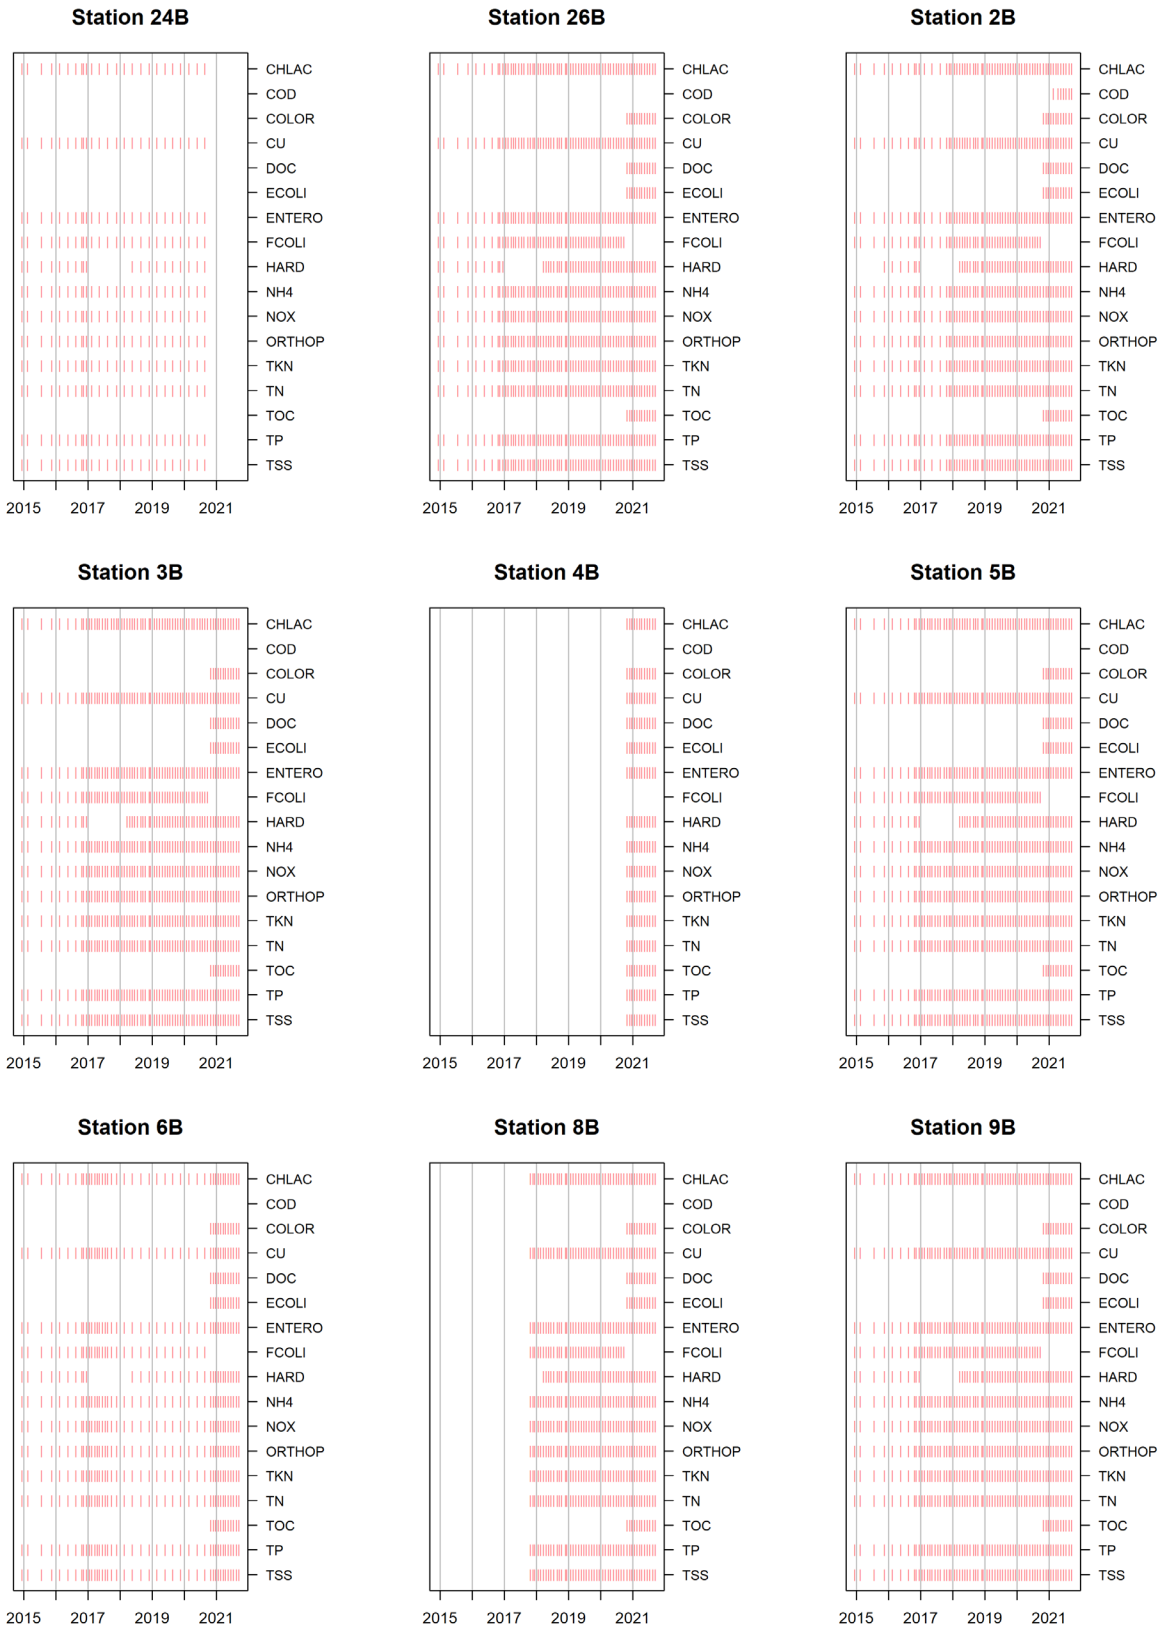 Station 24B
CHLAC
COD
COLOR
CU
DOC
ECOLI
ENTERO
FCOLI
HARD
NH4
NOX
ORTHOP
TKN
TN
TOC
TP
TSS
2015 2017 2019 2021
Station 26B
CHLAC
COD
COLOR
CU
DOC
ECOLI
ENTERO
FCOLI
HARD
NH4
NOX
ORTHOP
TKN
TN
TOC
TP
TSS
2015 2017 2019 2021
Station 2B
CHLAC
COD
COLOR
CU
DOC
ECOLI
ENTERO
FCOLI
HARD
NH4
NOX
ORTHOP
TKN
TN
TOC
TP
TSS
2015 2017 2019 2021
Station 3B
CHLAC
COD
COLOR
CU
DOC
ECOLI
ENTERO
FCOLI
HARD
NH4
NOX
ORTHOP
TKN
TN
TOC
TP
TSS
2015 2017 2019 2021
Station 4B
CHLAC
COD
COLOR
CU
DOC
ECOLI
ENTERO
FCOLI
HARD
NH4
NOX
ORTHOP
TKN
TN
TOC
TP
TSS
2015 2017 2019 2021
Station 5B
CHLAC
COD
COLOR
CU
DOC
ECOLI
ENTERO
FCOLI
HARD
NH4
NOX
ORTHOP
TKN
TN
TOC
TP
TSS
2015 2017 2019 2021
Station 6B
CHLAC
COD
COLOR
CU
DOC
ECOLI
ENTERO
FCOLI
HARD
NH4
NOX
ORTHOP
TKN
TN
TOC
TP
TSS
2015 2017 2019 2021
Station 8B
CHLAC
COD
COLOR
CU
DOC
ECOLI
ENTERO
FCOLI
HARD
NH4
NOX
ORTHOP
TKN
TN
TOC
TP
TSS
2015 2017 2019 2021
Station 9B
CHLAC
COD
COLOR
CU
DOC
ECOLI
ENTERO
FCOLI
HARD
NH4
NOX
ORTHOP
TKN
TN
TOC
TP
TSS
2015 2017 2019 2021